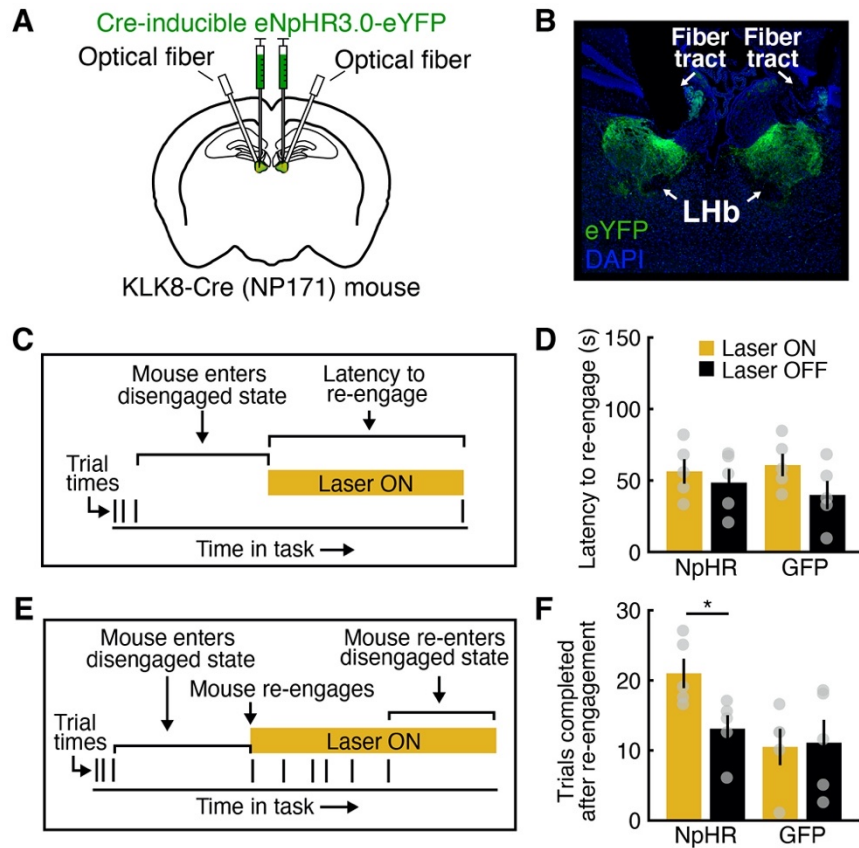 A
Cre-inducible eNpHR3.0-eYFP
Optical fiber
Optical fiber
KLK8-Cre (NP171) mouse
B
Fiber tract
Fiber tract
LHb
eYFP
DAPI
C
Mouse enters
disengaged state
Latency to
re-engage
Trial
times
Laser ON
Time in task
D
Latency to re-engage (s)
150
100
50
0
Laser ON
Laser OFF
NpHR
GFP
E
Mouse enters
disengaged state
Mouse re-enters
disengaged state
Mouse re-engages
Trial
times
Laser ON
Time in task
F
Trials completed
after re-engagement
30
20
10
0
*
NpHR
GFP